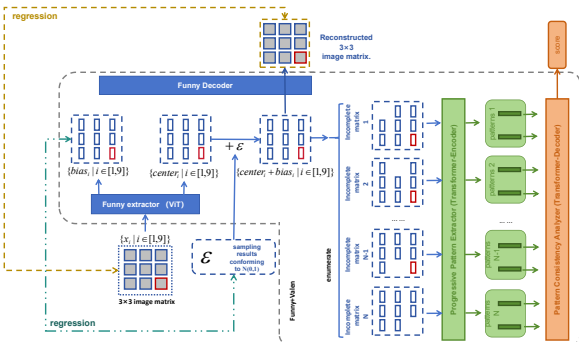 regression
Reconstructed
3×3
image matrix.
score
Funny Decoder
+ε
{bias_i | i∈[1,9]}
{center_i | i∈[1,9]}
{center_i + bias_i | i∈[1,9]}
Funny extractor (ViT)
{x_i | i∈[1,9]}
3×3 image matrix
ε
sampling
results
conforming
to N(0,1)
regression
Funny+Valen
enumerate
Incomplete
matrix
1
Incomplete
matrix
2
... ...
Incomplete
matrix
N-1
Incomplete
matrix
N
Progressive Pattern Extractor (Transformer-Encoder)
patterns 1
patterns 2
... ...
patterns
N-1
patterns
N
Pattern Consistency Analyzer (Transformer-Decoder)